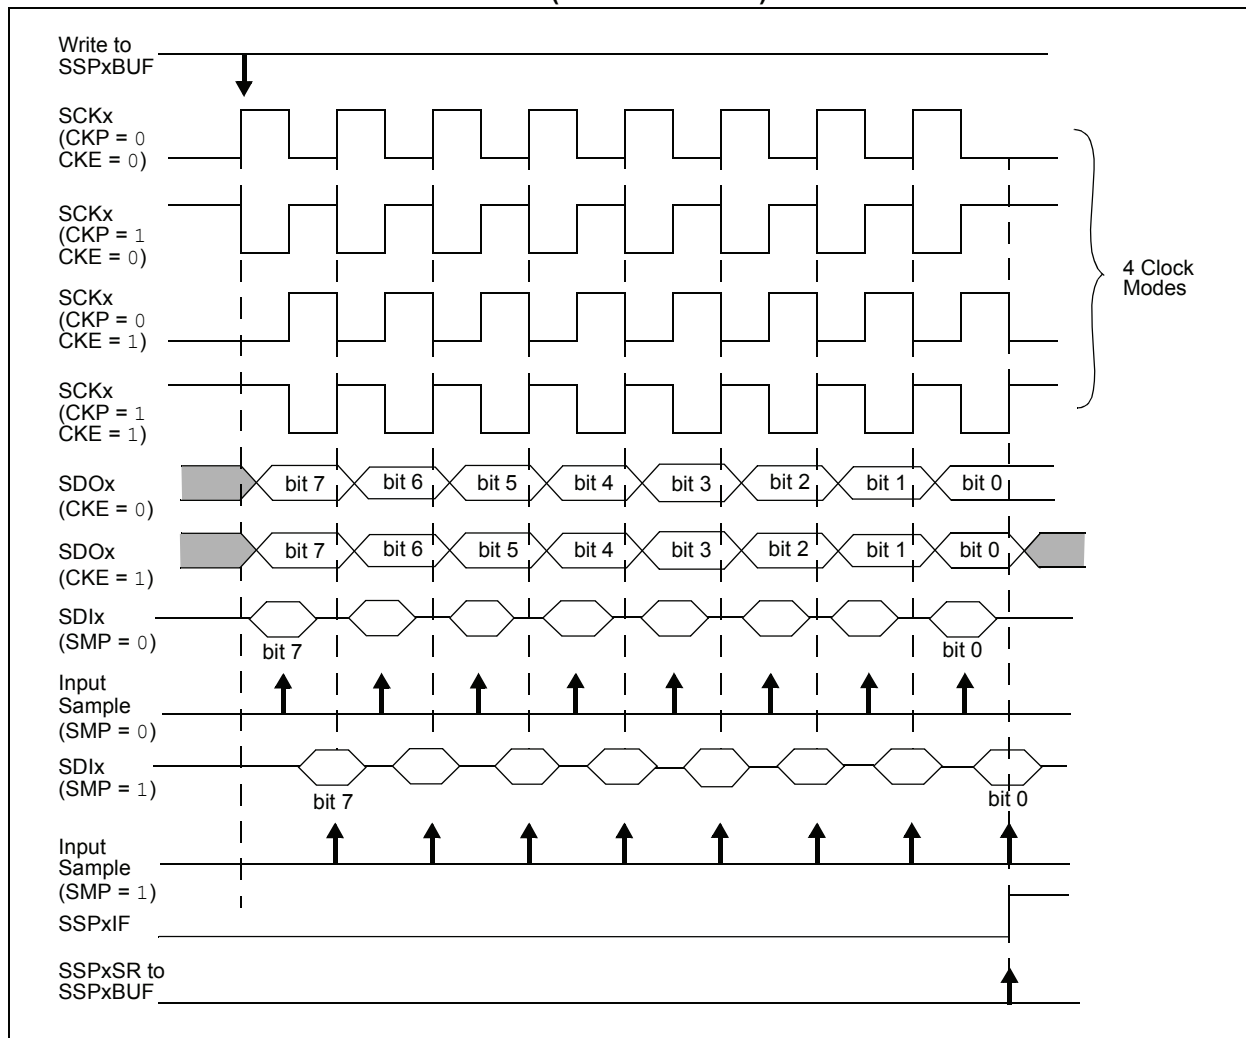 Write to
SSPxBUF
SCKx
(CKP = 0
CKE = 0)
SCKx
(CKP = 1
CKE = 0)
SCKx
(CKP = 0
CKE = 1)
SCKx
(CKP = 1
CKE = 1)
4 Clock
Modes
SDOx
(CKE = 0)
bit 7 bit 6 bit 5 bit 4 bit 3 bit 2 bit 1 bit 0
SDOx
(CKE = 1)
bit 7 bit 6 bit 5 bit 4 bit 3 bit 2 bit 1 bit 0
SDIx
(SMP = 0)
bit 7 bit 0
Input
Sample
(SMP = 0)
SDIx
(SMP = 1)
bit 7 bit 0
Input
Sample
(SMP = 1)
SSPxIF
SSPxSR to
SSPxBUF